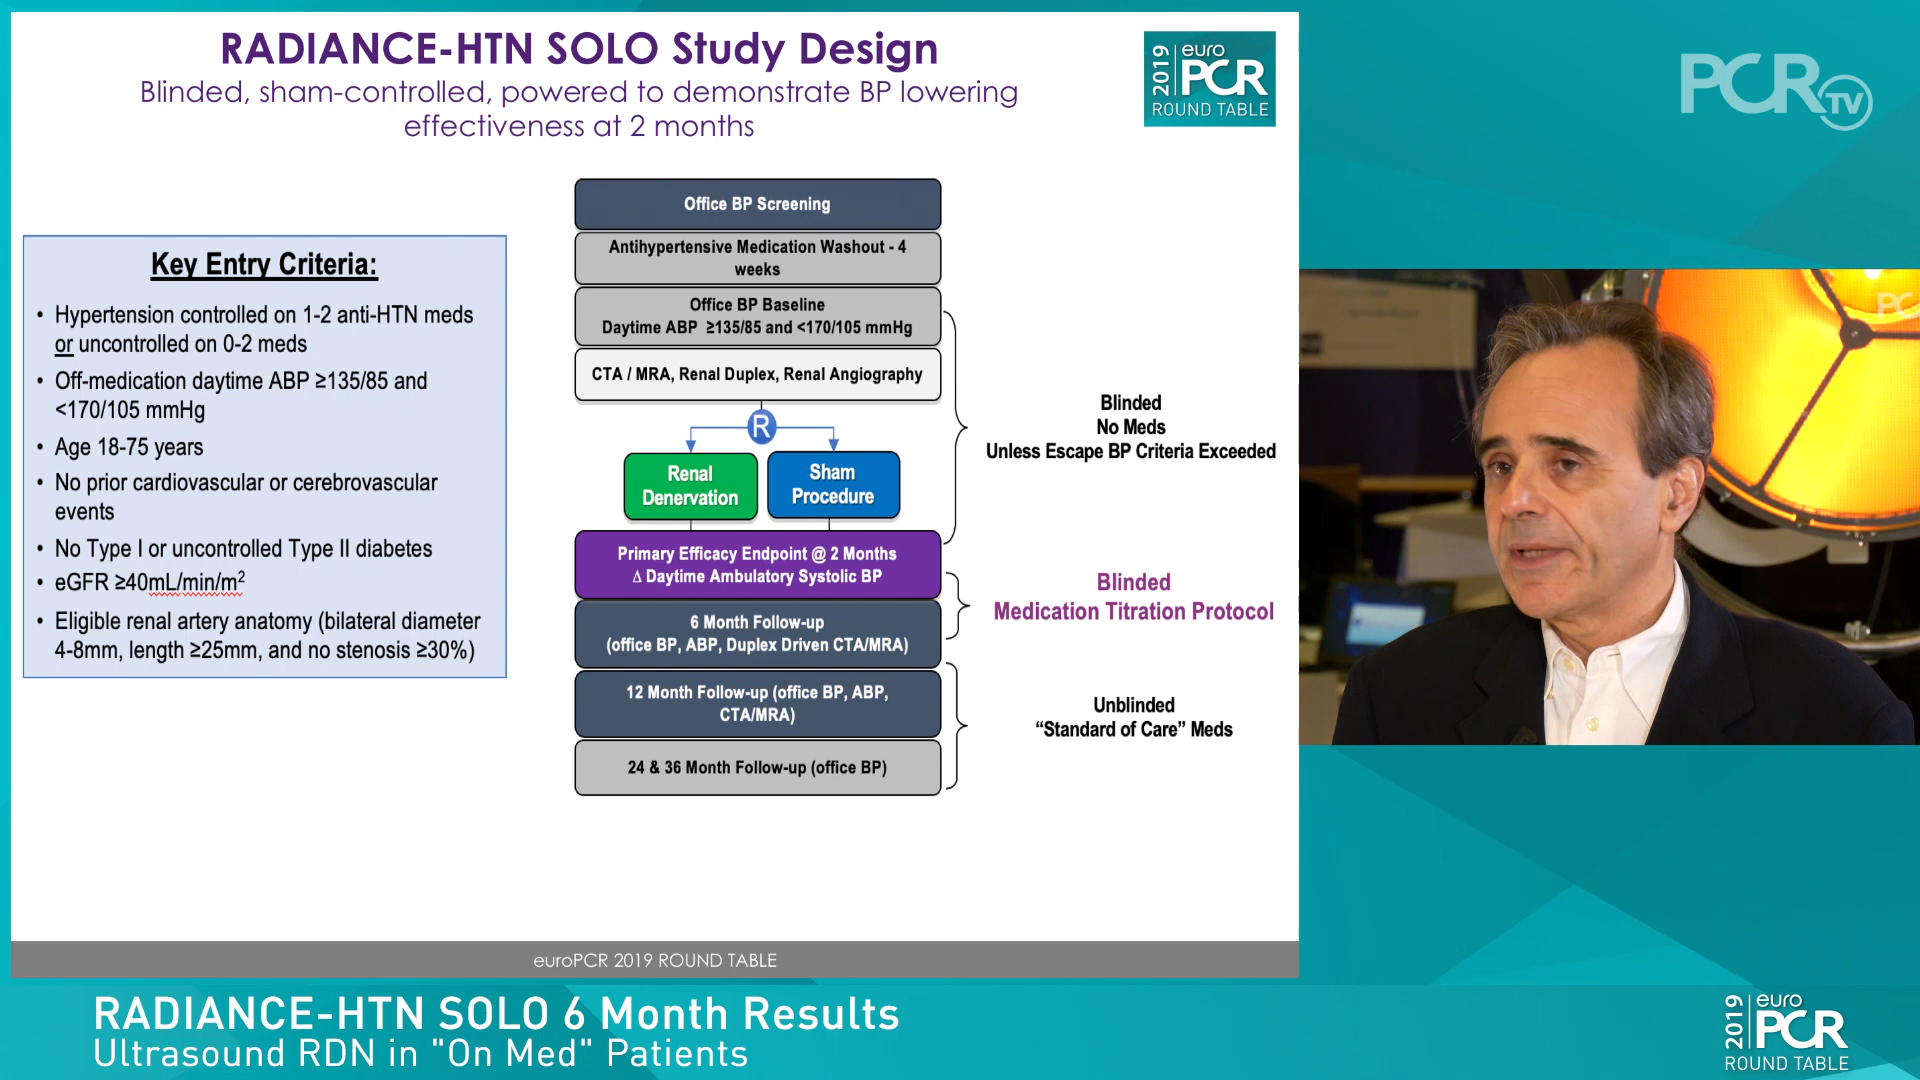 RADIANCE-HTN SOLO Study Design
Blinded, sham-controlled, powered to demonstrate BP lowering
effectiveness at 2 months
2019 euro
PCR
ROUND TABLE
PCR TV
Key Entry Criteria:
• Hypertension controlled on 1-2 anti-HTN meds
or uncontrolled on 0-2 meds
• Off-medication daytime ABP ≥135/85 and
<170/105 mmHg
• Age 18-75 years
• No prior cardiovascular or cerebrovascular
events
• No Type I or uncontrolled Type II diabetes
• eGFR ≥40mL/min/m²
• Eligible renal artery anatomy (bilateral diameter
4-8mm, length ≥25mm, and no stenosis ≥30%)
Office BP Screening
Antihypertensive Medication Washout - 4
weeks
Office BP Baseline
Daytime ABP ≥135/85 and <170/105 mmHg
CTA / MRA, Renal Duplex, Renal Angiography
R
Renal
Denervation
Sham
Procedure
Primary Efficacy Endpoint @ 2 Months
Δ Daytime Ambulatory Systolic BP
6 Month Follow-up
(office BP, ABP, Duplex Driven CTA/MRA)
12 Month Follow-up (office BP, ABP,
CTA/MRA)
24 & 36 Month Follow-up (office BP)
Blinded
No Meds
Unless Escape BP Criteria Exceeded
Blinded
Medication Titration Protocol
Unblinded
“Standard of Care” Meds
PC
euroPCR 2019 ROUND TABLE
RADIANCE-HTN SOLO 6 Month Results
Ultrasound RDN in "On Med" Patients
2019 euro
PCR
ROUND TABLE